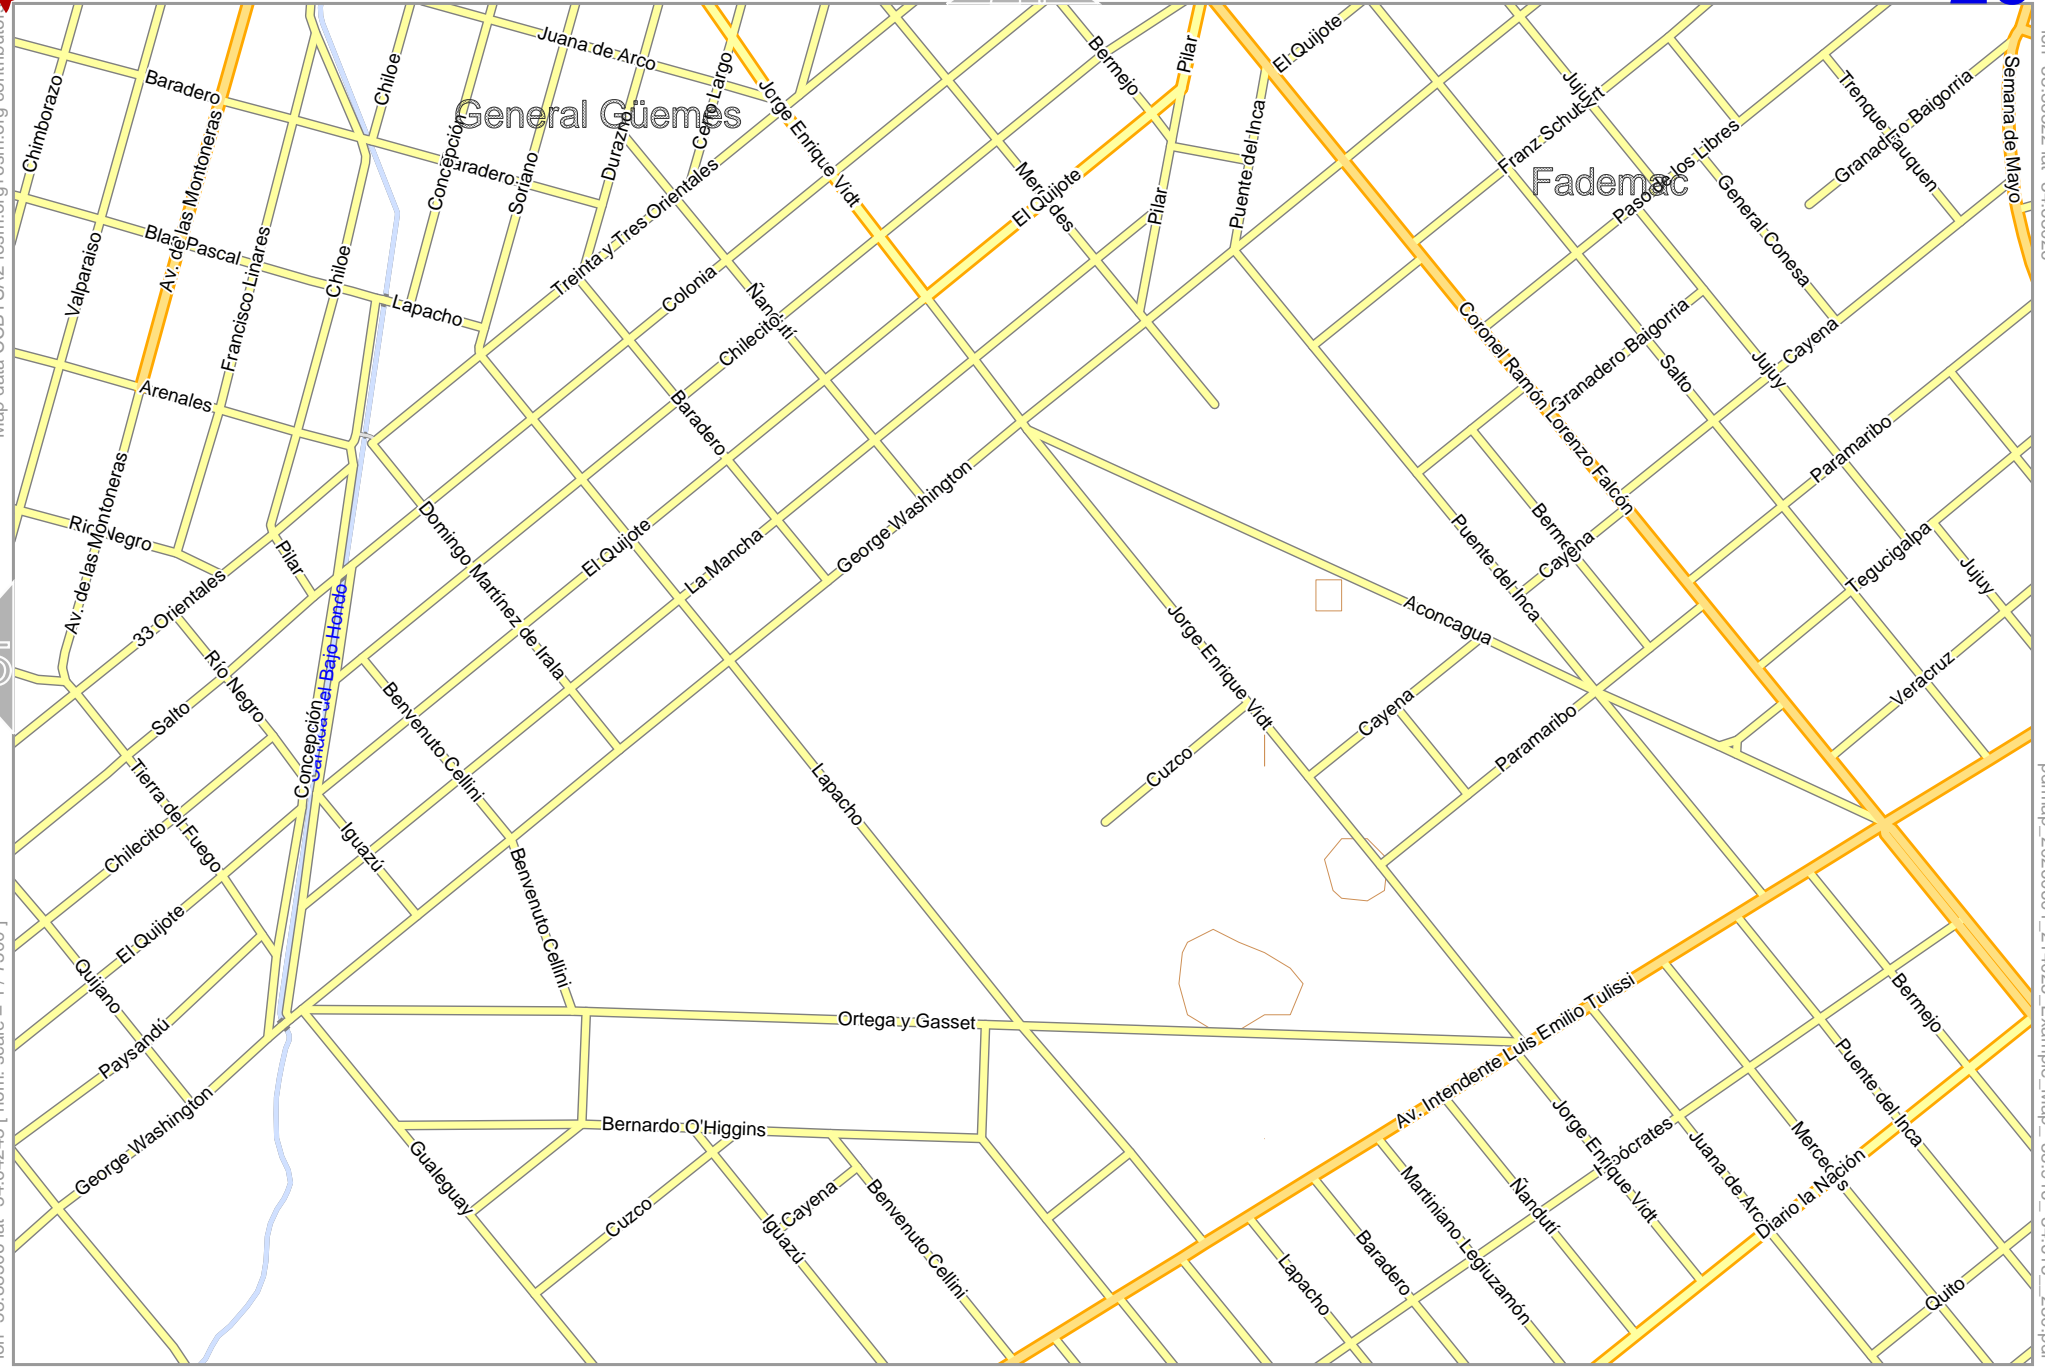 Juana de Arco
Jorge Enrique Vidt
Bermejo
Pilar
El Quijote
Jujuy
Franz Schubert
Trenque Lauquen
Granadero Baigorria
Semana de Mayo
Chimborazo
Baradero
Chiloe
Concepción
General Güemes
Durazno
Cerro Largo
Soriano
Mercedes
El Quijote
Puente del Inca
Pilar
Paso de los Libres
Fademac
General Conesa
Av. de las Montoneras
Blas Pascal
Valparaiso
Francisco Linares
Chiloe
Lapacho
Treinta y Tres Orientales
Colonia
Ñandutí
Chilecito
Coronel Ramón Lorenzo Falcón
Granadero Baigorria
Salto
Jujuy
Cayena
Arenales
Baradero
Paramaribo
Río Negro
Av. de las Montoneras
Pilar
Domingo Martínez de Irala
El Quijote
La Mancha
George Washington
Puente del Inca
Bermejo
Cayena
Tegucigalpa
Jujuy
33 Orientales
Cañada del Bajo Hondo
Concepción
Aconcagua
Jorge Enrique Vidt
Río Negro
Salto
Benvenuto Cellini
Cuzco
Cayena
Paramaribo
Veracruz
Tierra del Fuego
Chilecito
Iguazú
Lapacho
Benvenuto Cellini
El Quijote
Quijano
Paysandú
Ortega y Gasset
Av. Intendente Luis Emilio Tulissi
Bermejo
Puente del Inca
George Washington
Bernardo O'Higgins
Gualeguay
Cuzco
Cayena
Iguazú
Benvenuto Cellini
Jorge Enrique Vidt
Hipócrates
Juana de Arco
Mercedes
Diario la Nación
Martiniano Leguizamón
Ñandutí
Baradero
Lapacho
Quito